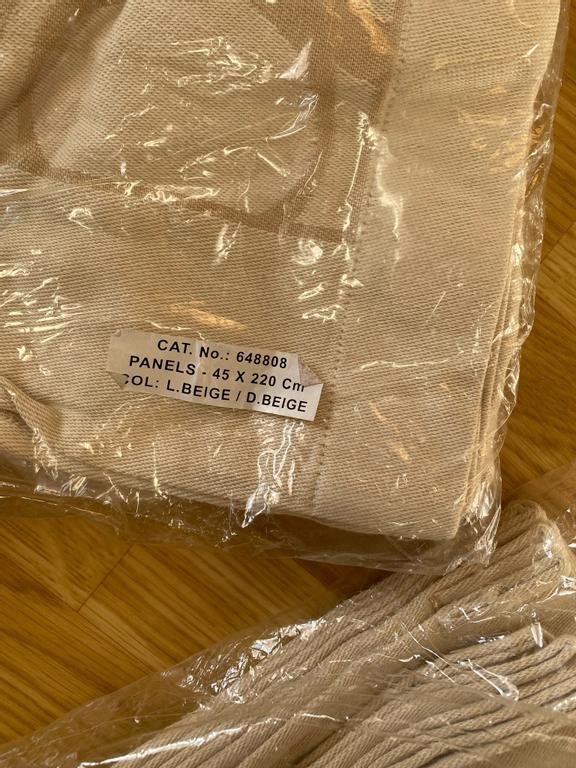 CAT. No.: 648808
PANELS - 45 X 220 Cm
COL: L.BEIGE / D.BEIGE